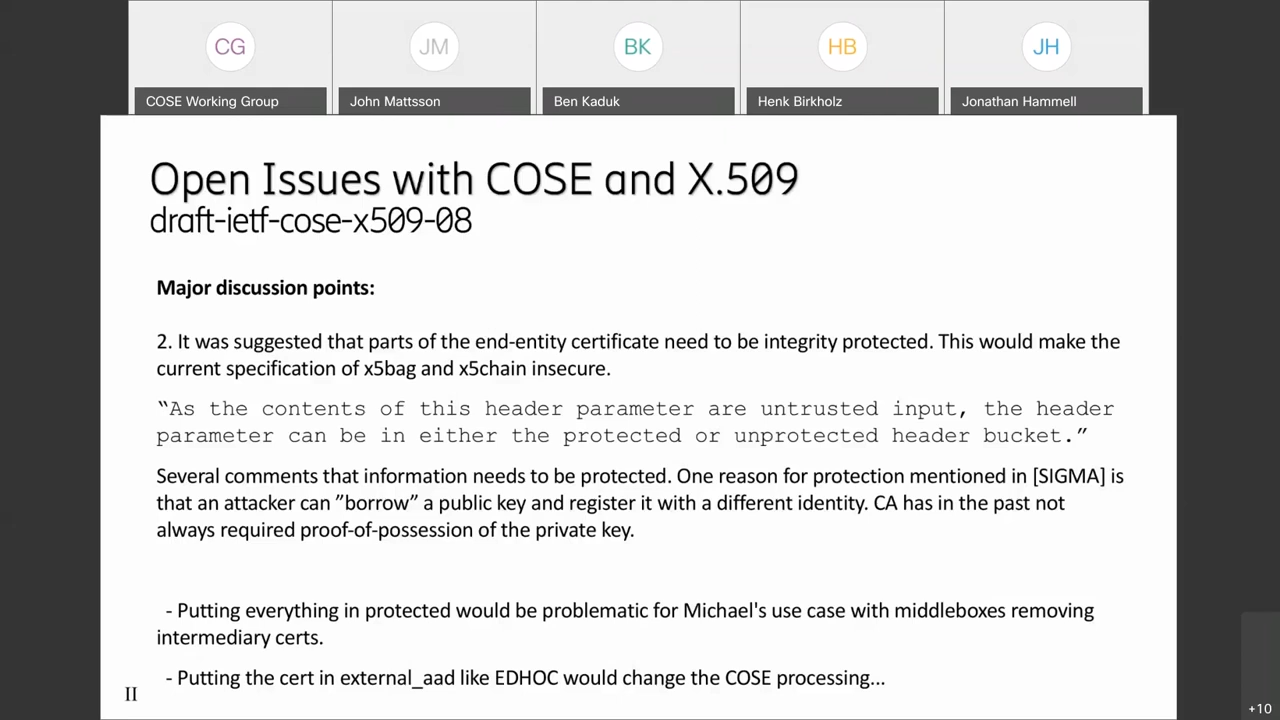 CG
JM
BK
HB
JH
COSE Working Group
John Mattsson
Ben Kaduk
Henk Birkholz
Jonathan Hammell
Open Issues with COSE and X.509
draft-ietf-cose-x509-08
Major discussion points:
2. It was suggested that parts of the end-entity certificate need to be integrity protected. This would make the
current specification of x5bag and x5chain insecure.
“As the contents of this header parameter are untrusted input, the header
parameter can be in either the protected or unprotected header bucket.”
Several comments that information needs to be protected. One reason for protection mentioned in [SIGMA] is
that an attacker can ”borrow” a public key and register it with a different identity. CA has in the past not
always required proof-of-possession of the private key.
- Putting everything in protected would be problematic for Michael's use case with middleboxes removing
intermediary certs.
- Putting the cert in external_aad like EDHOC would change the COSE processing...
II
+10